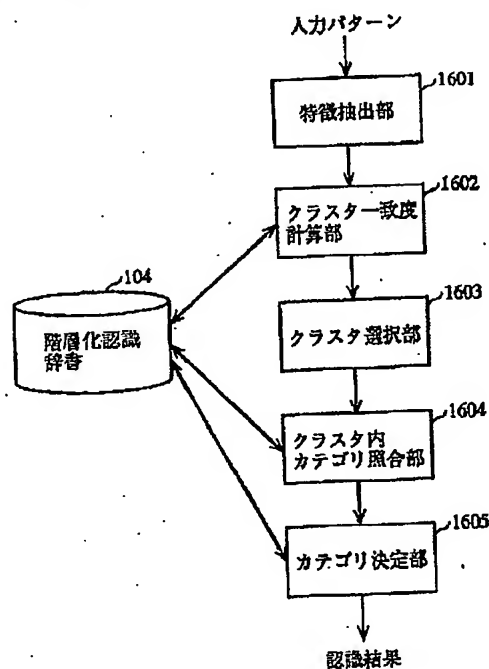 入力パターン
1601
特徴抽出部
1602
クラスター致度
計算部
104
階層化認識
辞書
1603
クラスタ選択部
1604
クラスタ内
カテゴリ照合部
1605
カテゴリ決定部
認識結果